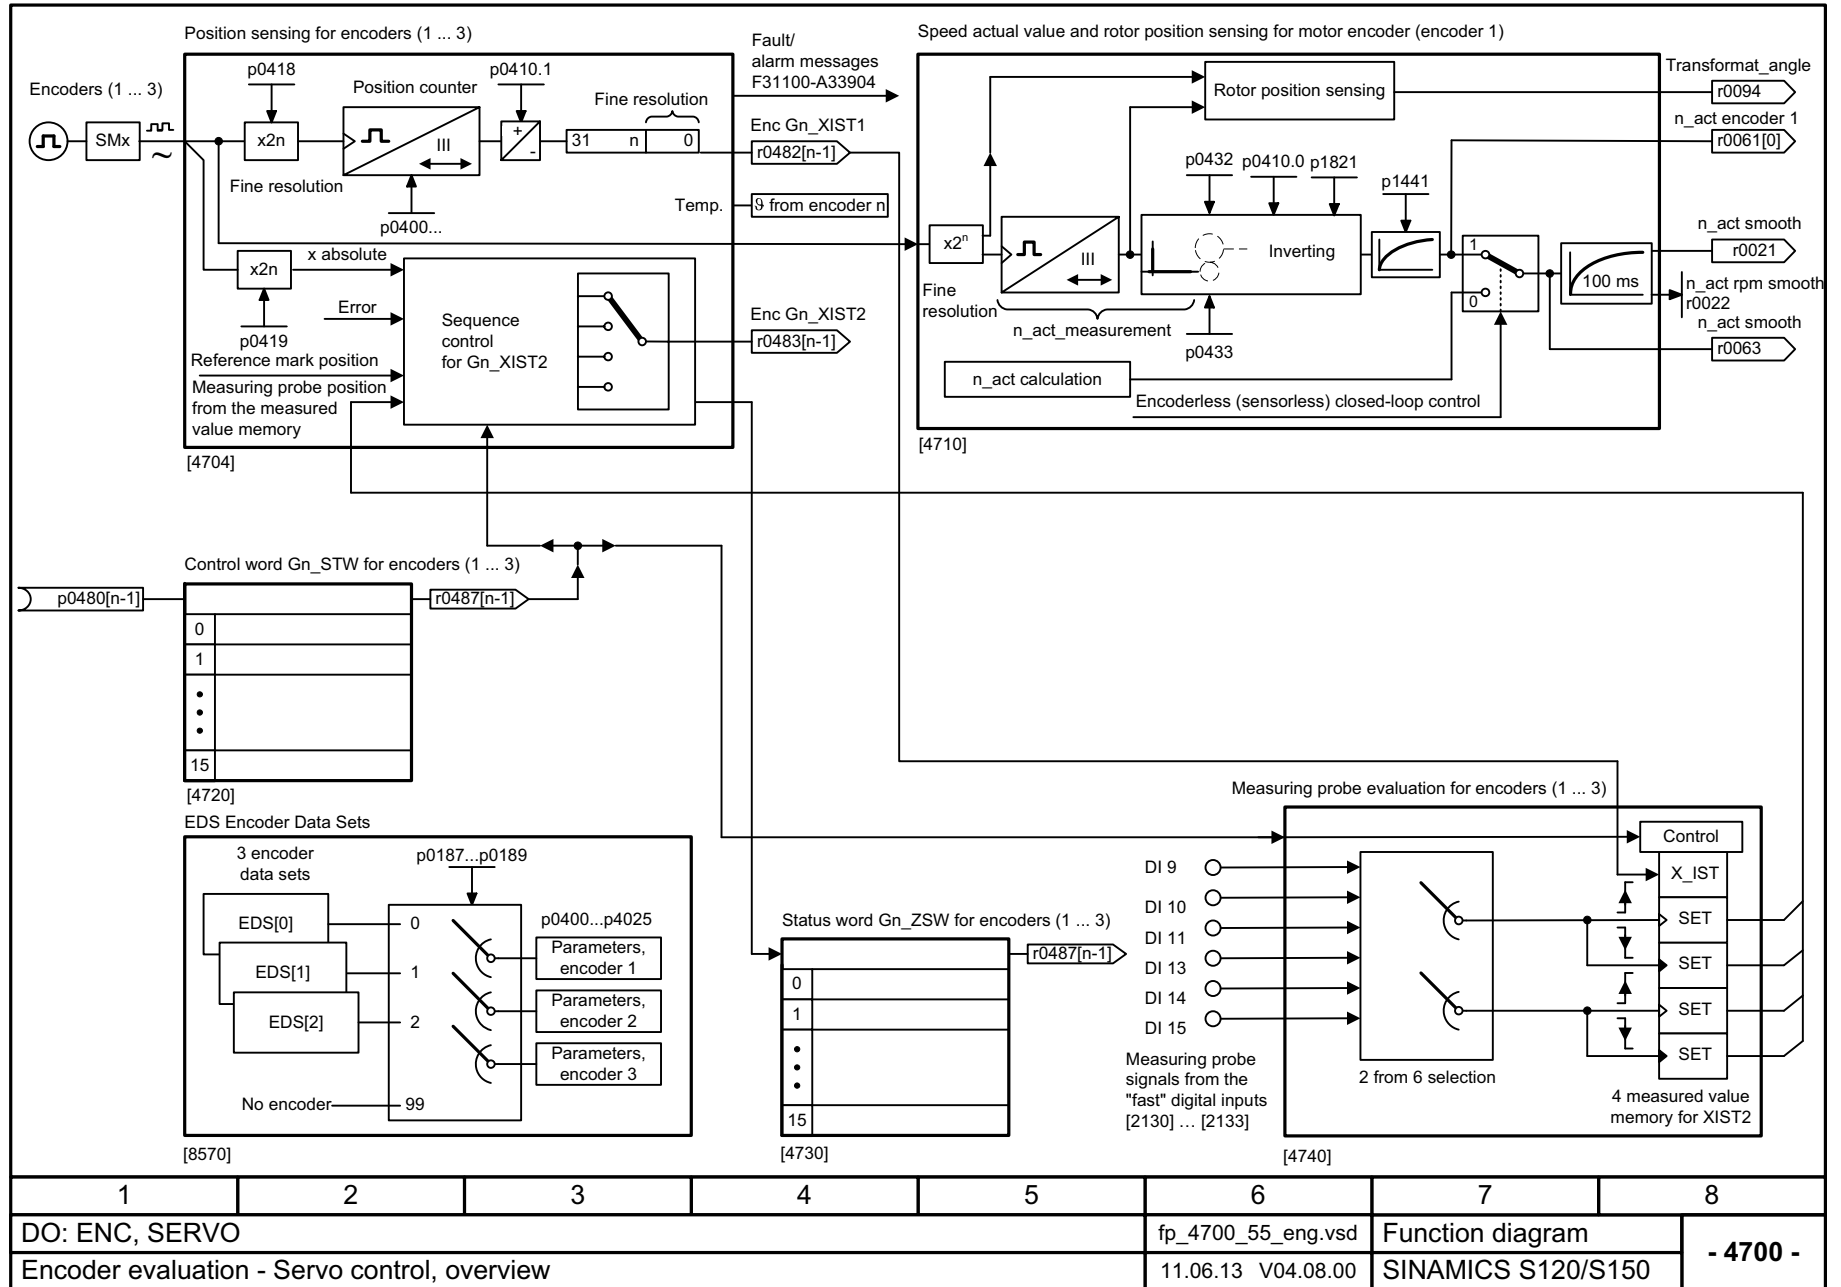 Position sensing for encoders (1 ... 3)
Fault/
alarm messages
F31100-A33904
Speed actual value and rotor position sensing for motor encoder (encoder 1)
Encoders (1 ... 3)
p0418
Position counter
p0410.1
Fine resolution
SMx
~
x2n
III
+
-
31 n 0
Fine resolution
p0400...
Enc Gn_XIST1
r0482[n-1]
Temp.
ϑ from encoder n
x2n
x absolute
p0419
Error
Reference mark position
Measuring probe position
from the measured
value memory
Sequence
control
for Gn_XIST2
Enc Gn_XIST2
r0483[n-1]
[4704]
Rotor position sensing
Transformat_angle
r0094
n_act encoder 1
r0061[0]
p0432 p0410.0 p1821
p1441
x2n
III
Inverting
Fine
resolution
n_act_measurement
p0433
1
0
100 ms
n_act smooth
r0021
n_act rpm smooth
r0022
n_act smooth
r0063
n_act calculation
Encoderless (sensorless) closed-loop control
[4710]
Control word Gn_STW for encoders (1 ... 3)
p0480[n-1]
r0487[n-1]
0
1
15
[4720]
EDS Encoder Data Sets
3 encoder
data sets
p0187...p0189
EDS[0]
EDS[1]
EDS[2]
0
1
2
No encoder
99
p0400...p4025
Parameters,
encoder 1
Parameters,
encoder 2
Parameters,
encoder 3
[8570]
Status word Gn_ZSW for encoders (1 ... 3)
r0487[n-1]
0
1
15
[4730]
Measuring probe evaluation for encoders (1 ... 3)
DI 9
DI 10
DI 11
DI 13
DI 14
DI 15
Measuring probe
signals from the
"fast" digital inputs
[2130] … [2133]
2 from 6 selection
Control
X_IST
SET
SET
SET
SET
4 measured value
memory for XIST2
[4740]
1 2 3 4 5 6 7 8
DO: ENC, SERVO
fp_4700_55_eng.vsd
Function diagram
- 4700 -
Encoder evaluation - Servo control, overview
11.06.13 V04.08.00
SINAMICS S120/S150